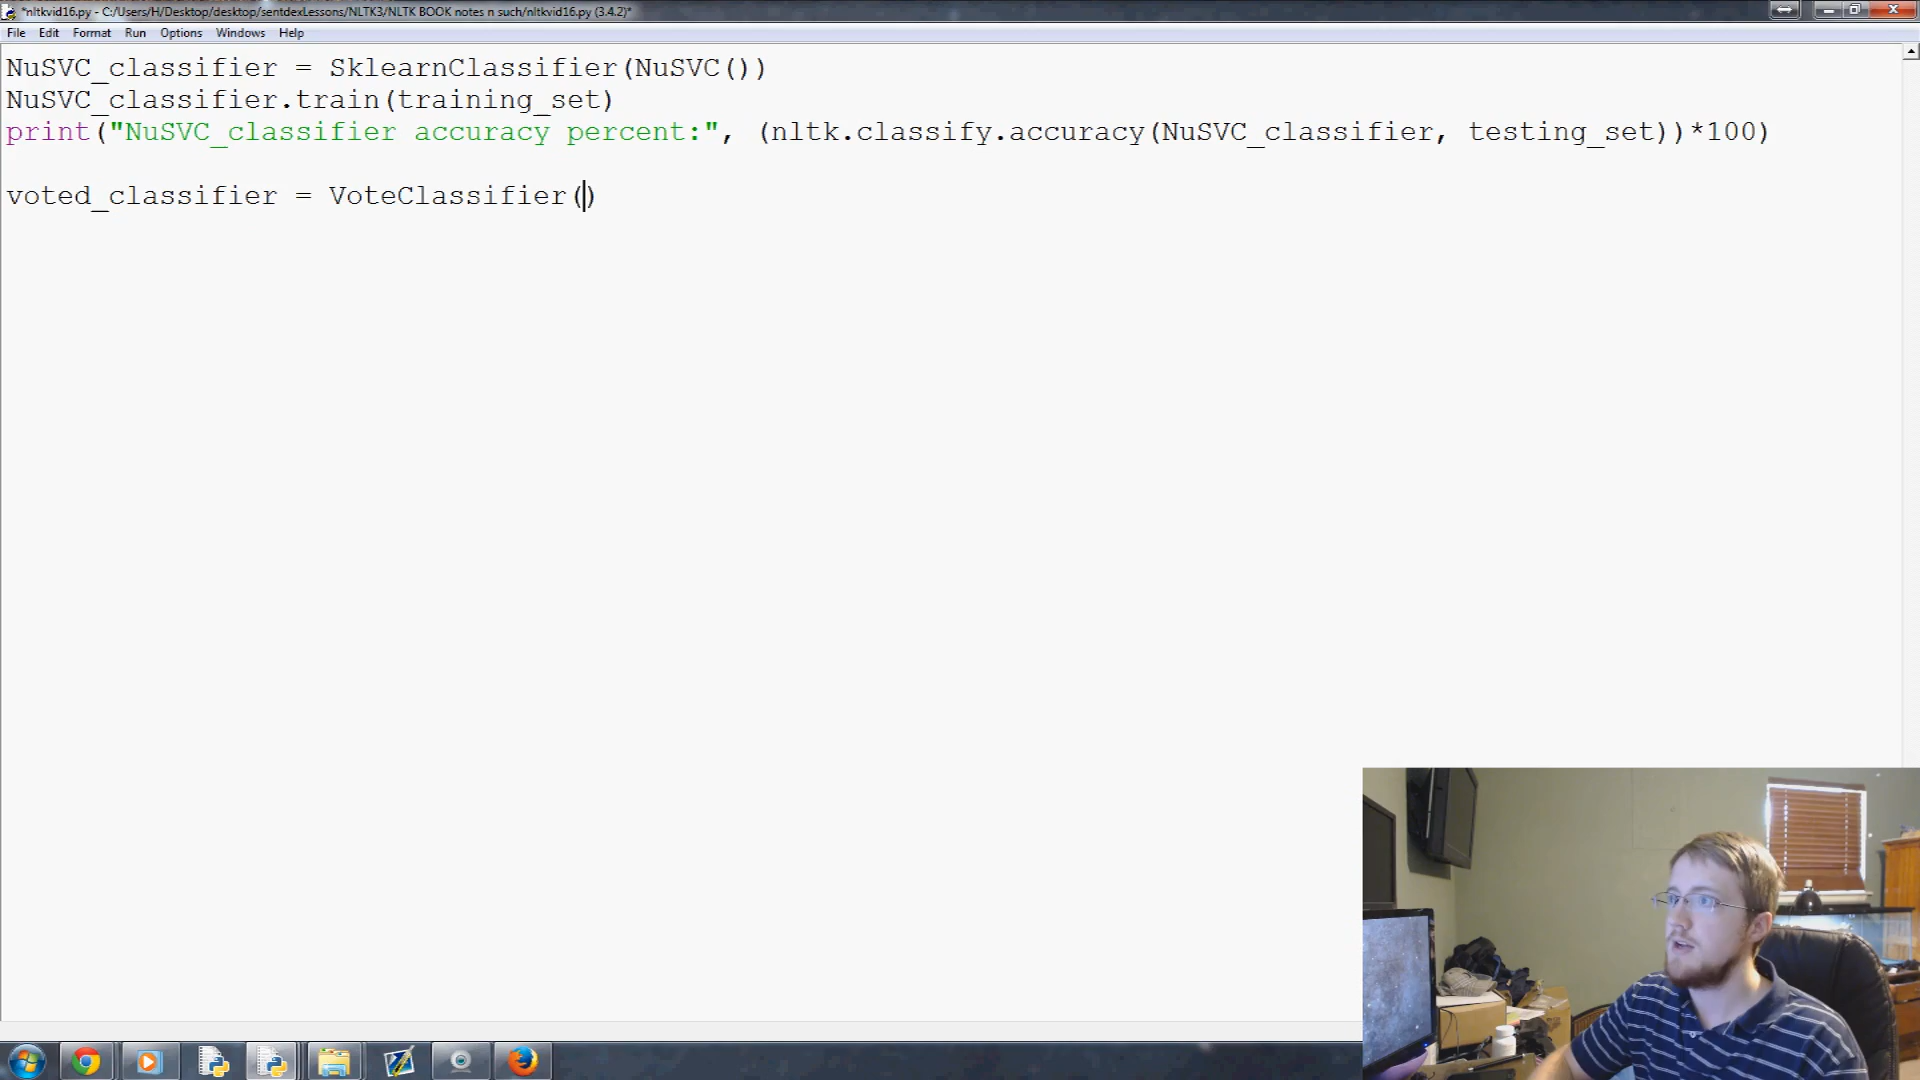 *nltkvid16.py - C:/Users/H/Desktop/desktop/sentdexLessons/NLTK3/NLTK BOOK notes n such/nltkvid16.py (3.4.2)*
File Edit Format Run Options Windows Help
NuSVC_classifier = SklearnClassifier(NuSVC())
NuSVC_classifier.train(training_set)
print("NuSVC_classifier accuracy percent:", (nltk.classify.accuracy(NuSVC_classifier, testing_set))*100)
voted_classifier = VoteClassifier()